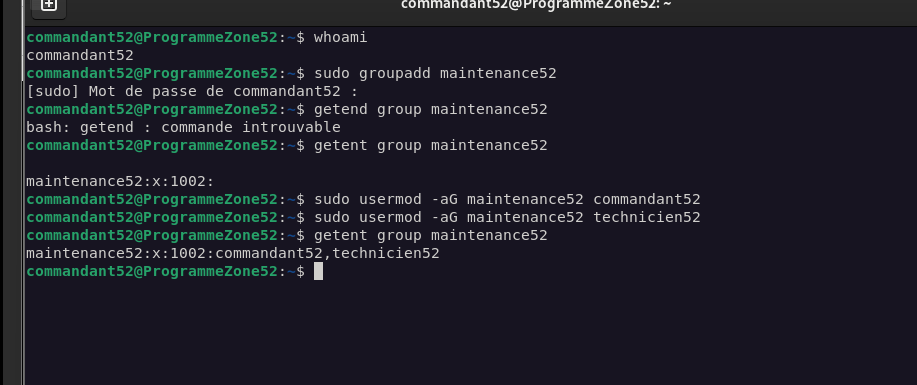 commandant52@ProgrammeZone52: ~
commandant52@ProgrammeZone52:~$ whoami
commandant52
commandant52@ProgrammeZone52:~$ sudo groupadd maintenance52
[sudo] Mot de passe de commandant52 :
commandant52@ProgrammeZone52:~$ getend group maintenance52
bash: getend : commande introuvable
commandant52@ProgrammeZone52:~$ getent group maintenance52
maintenance52:x:1002:
commandant52@ProgrammeZone52:~$ sudo usermod -aG maintenance52 commandant52
commandant52@ProgrammeZone52:~$ sudo usermod -aG maintenance52 technicien52
commandant52@ProgrammeZone52:~$ getent group maintenance52
maintenance52:x:1002:commandant52,technicien52
commandant52@ProgrammeZone52:~$